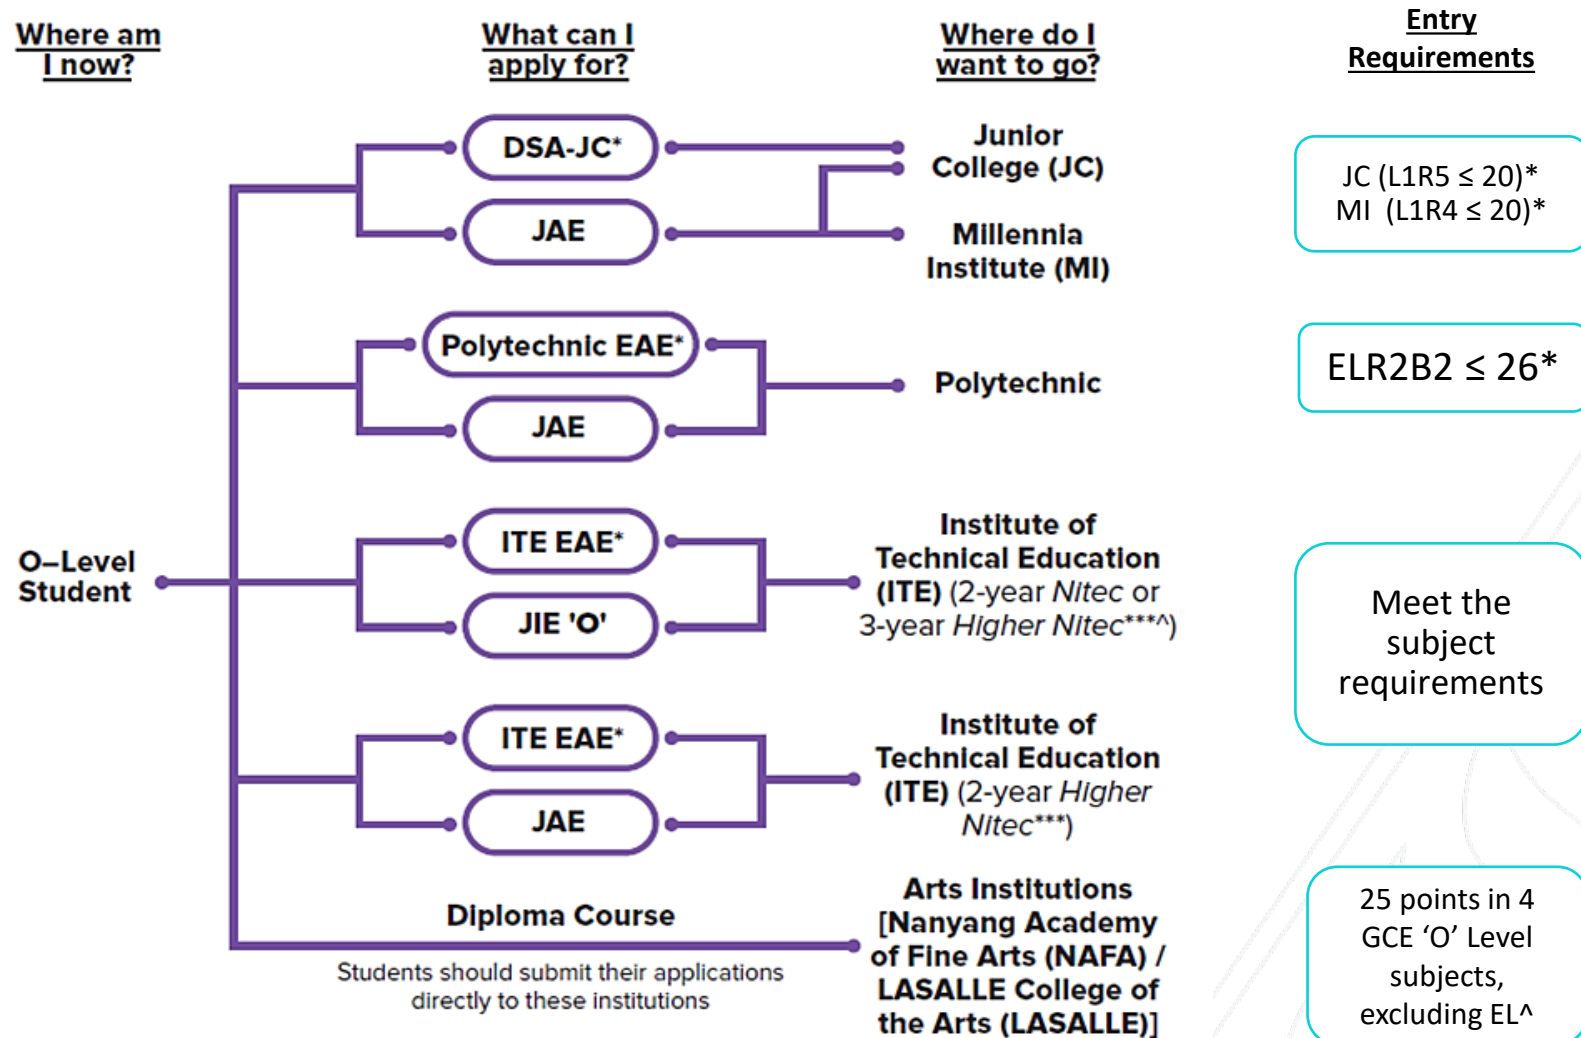 Where am
I now?
What can I
apply for?
Where do I
want to go?
Entry
Requirements
DSA-JC*
JAE
Junior
College (JC)
Millennia
Institute (MI)
JC (L1R5 ≤ 20)*
MI (L1R4 ≤ 20)*
Polytechnic EAE*
JAE
Polytechnic
ELR2B2 ≤ 26*
O–Level
Student
ITE EAE*
JIE 'O'
Institute of
Technical Education
(ITE) (2-year Nitec or
3-year Higher Nitec***^)
Meet the
subject
requirements
ITE EAE*
JAE
Institute of
Technical Education
(ITE) (2-year Higher
Nitec***)
Diploma Course
Students should submit their applications
directly to these institutions
Arts Institutions
[Nanyang Academy
of Fine Arts (NAFA) /
LASALLE College of
the Arts (LASALLE)]
25 points in 4
GCE ‘O’ Level
subjects,
excluding EL^